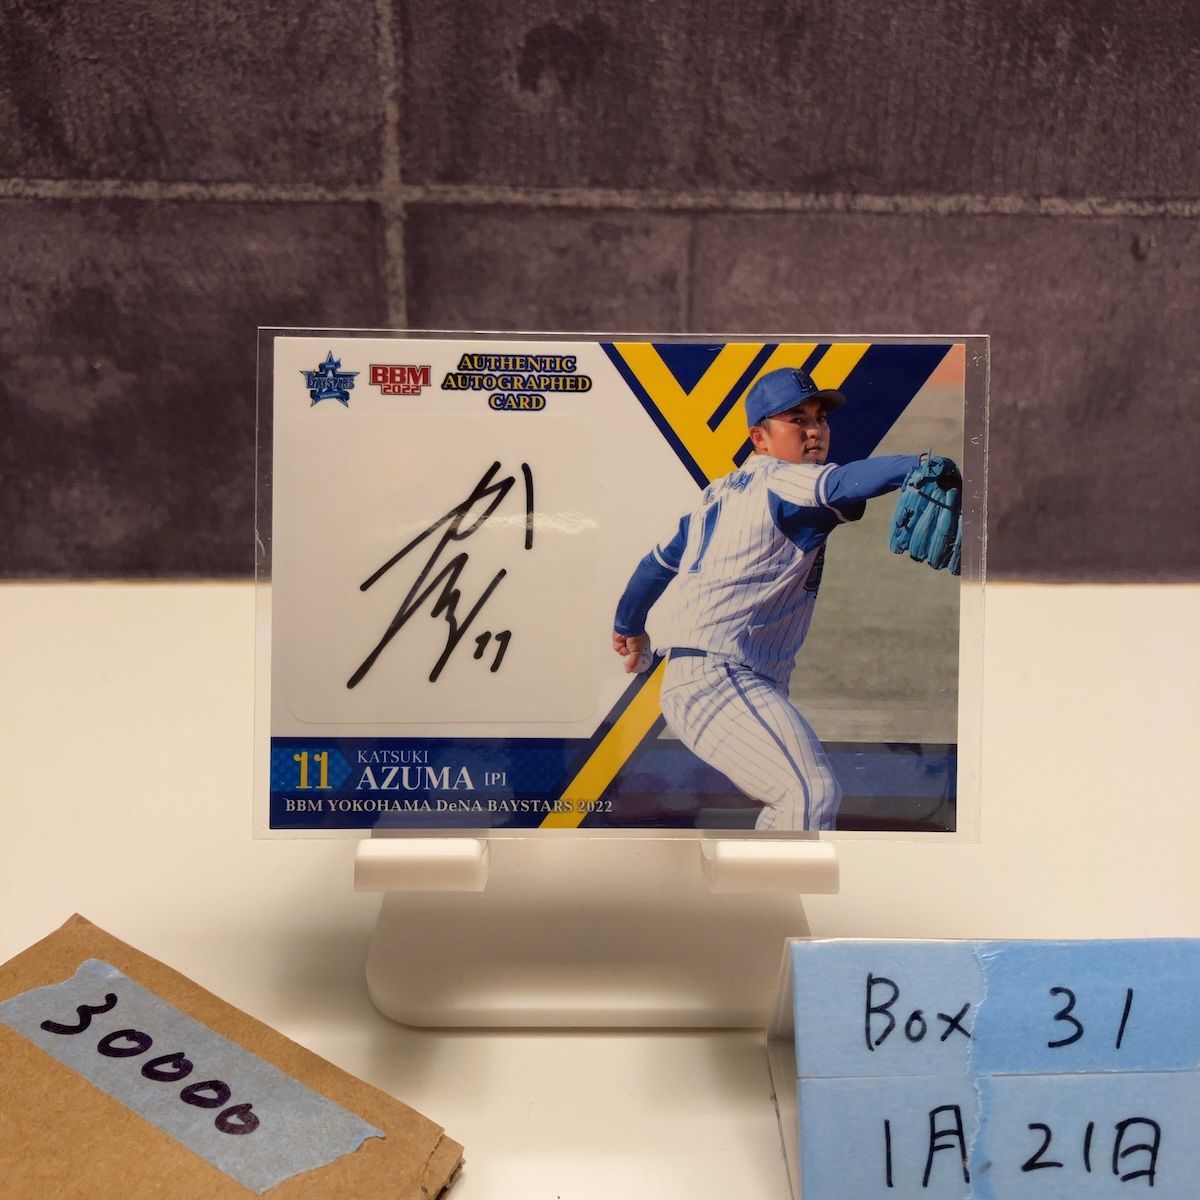 BAYSTARS
BBM
2022
AUTHENTIC
AUTOGRAPHED
CARD
11
11
KATSUKI
AZUMA [P]
BBM YOKOHAMA DeNA BAYSTARS 2022
30000
Box 31
1月21日